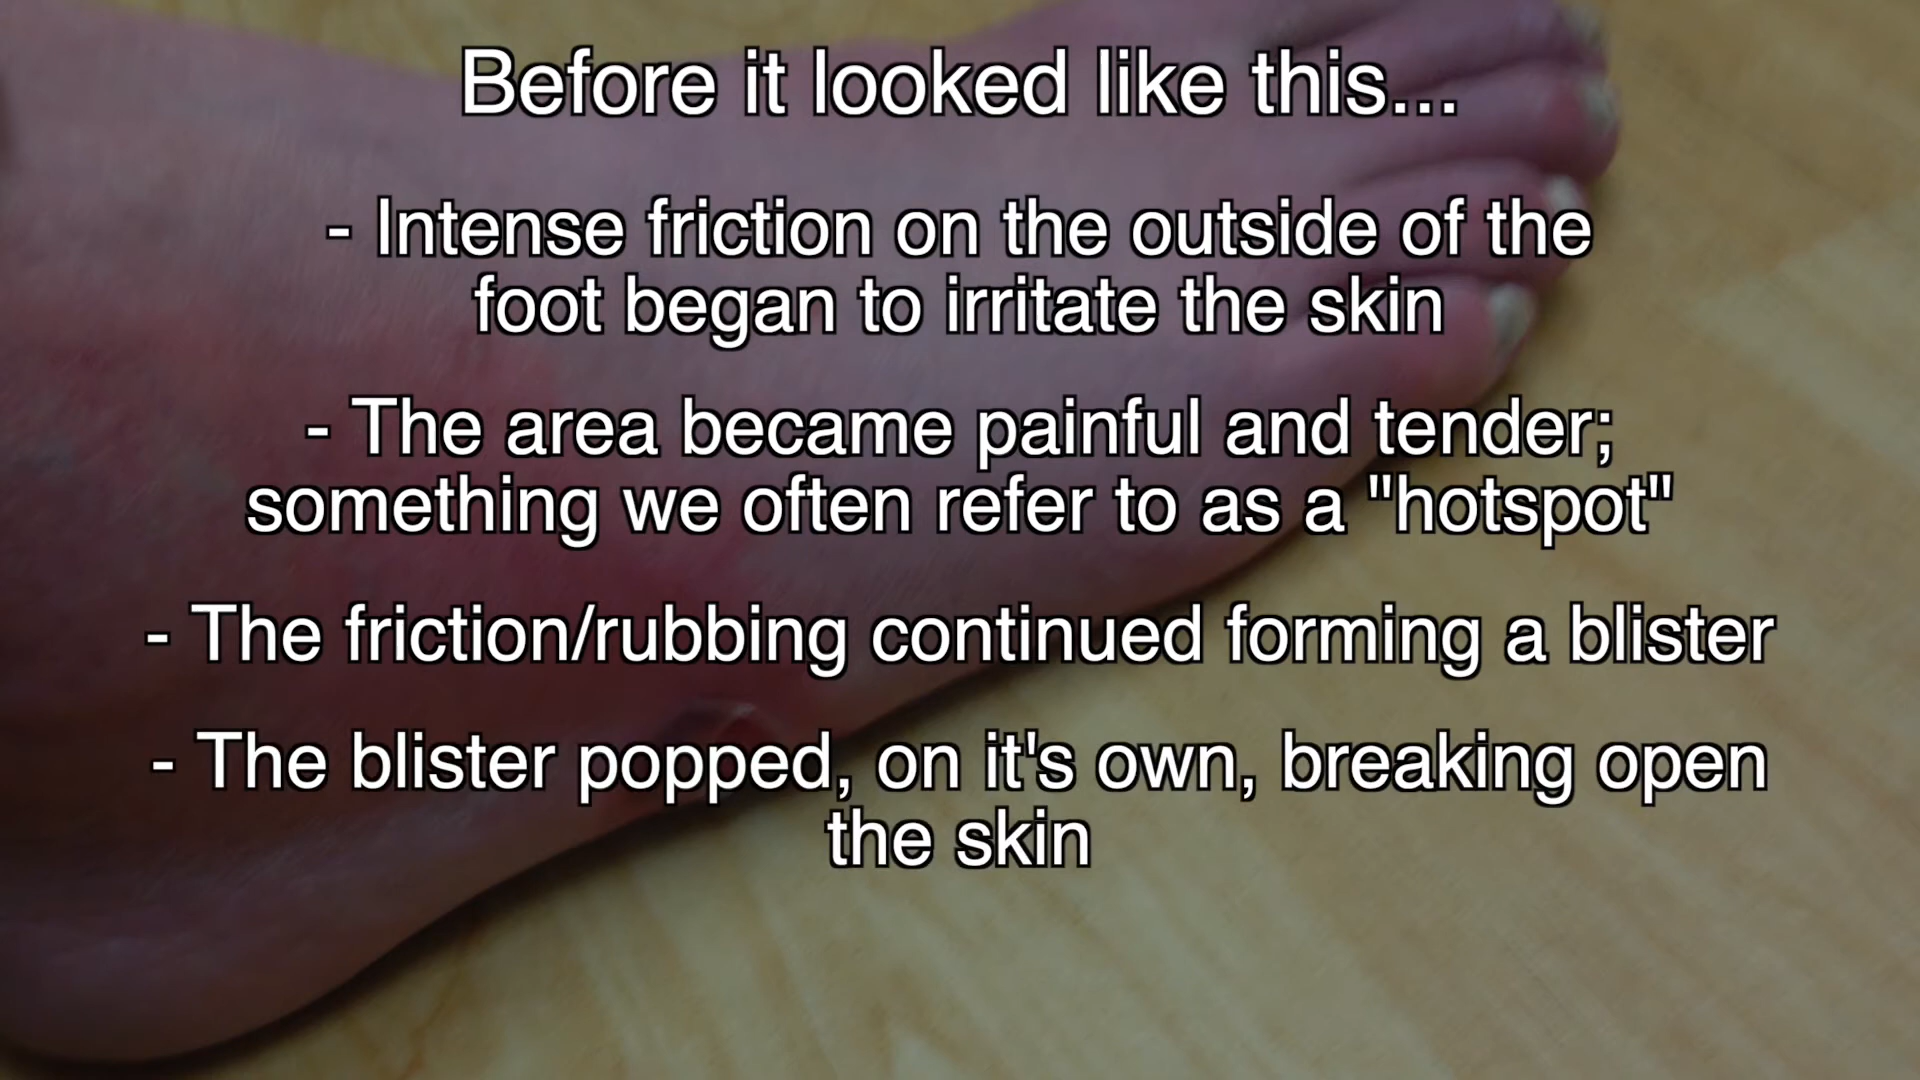 Before it looked like this...
- Intense friction on the outside of the
foot began to irritate the skin
- The area became painful and tender;
something we often refer to as a "hotspot"
- The friction/rubbing continued forming a blister
- The blister popped, on it's own, breaking open
the skin